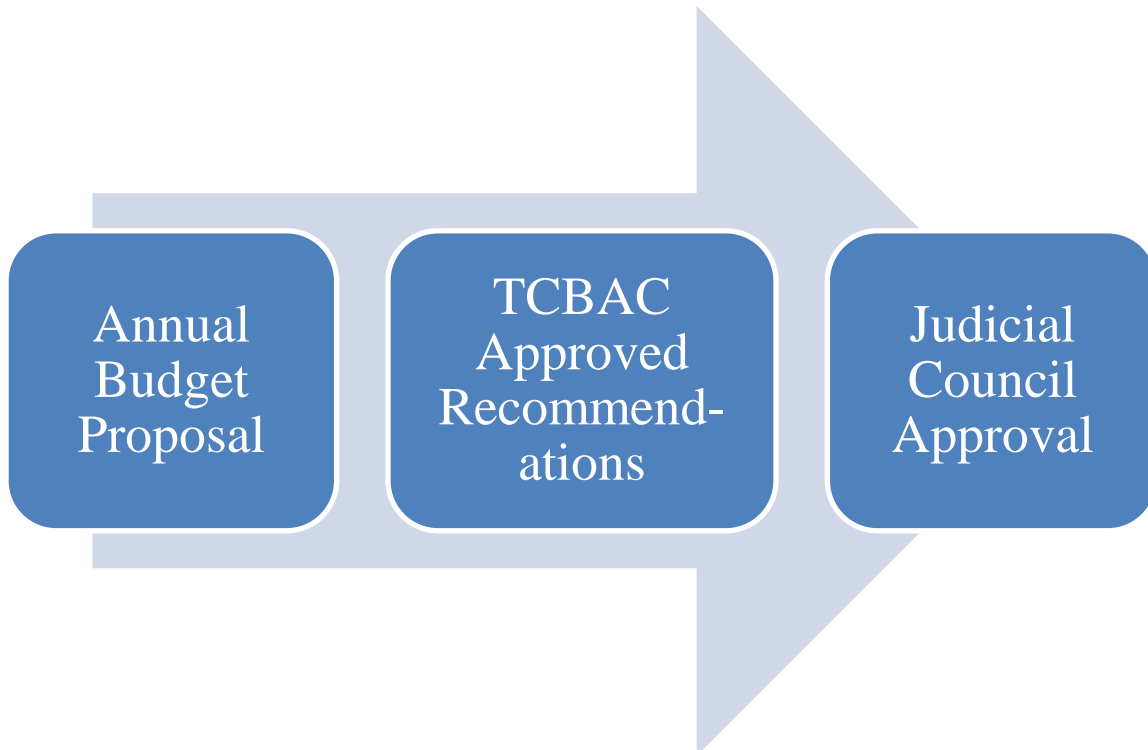 Annual
Budget
Proposal
TCBAC
Approved
Recommend-
ations
Judicial
Council
Approval